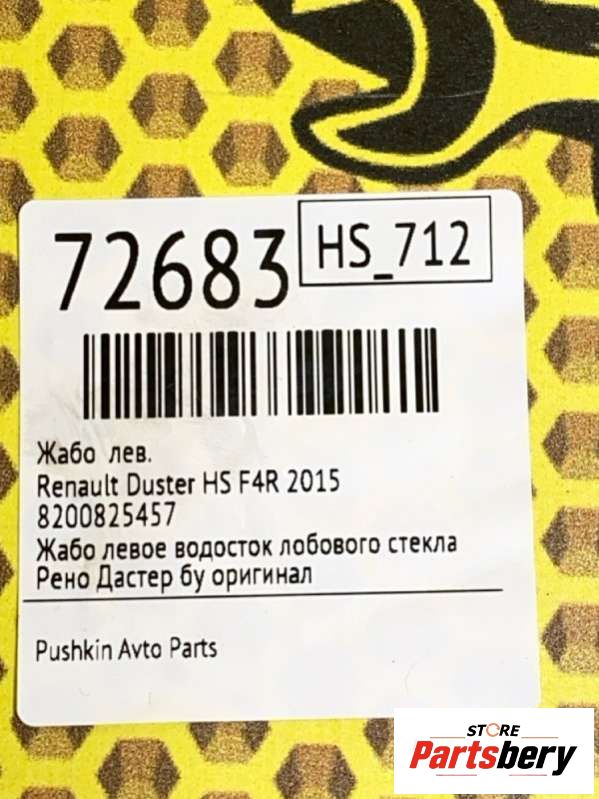 72683
HS_712
Жабо лев.
Renault Duster HS F4R 2015
8200825457
Жабо левое водосток лобового стекла
Рено Дастер бу оригинал
Pushkin Avto Parts
STORE
Partsbery